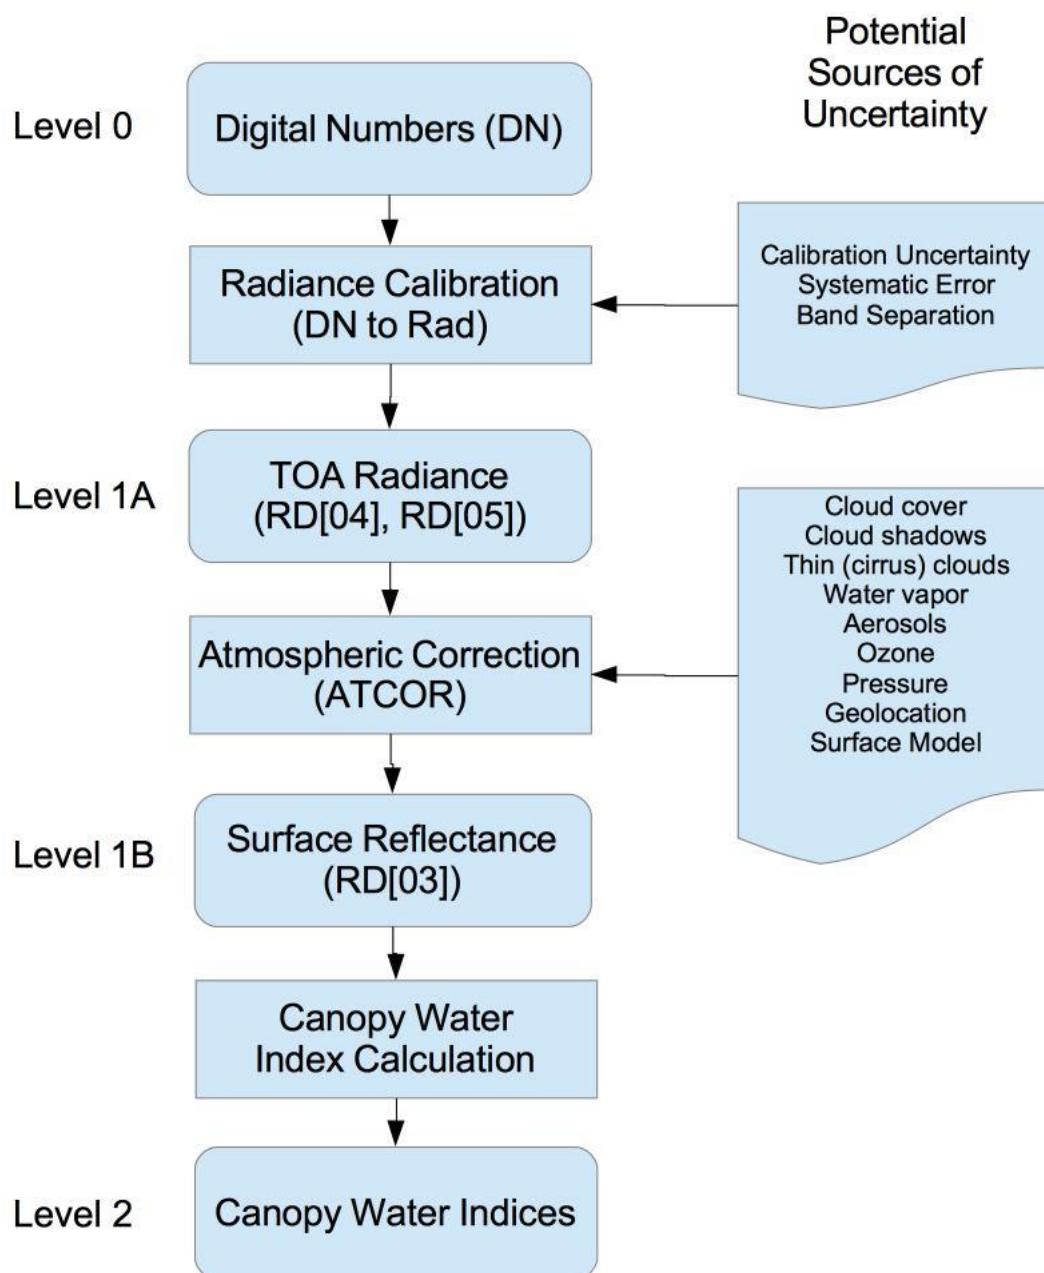 Potential
Sources of
Uncertainty
Level 0
Digital Numbers (DN)
Radiance Calibration
(DN to Rad)
Calibration Uncertainty
Systematic Error
Band Separation
Level 1A
TOA Radiance
(RD[04], RD[05])
Cloud cover
Cloud shadows
Thin (cirrus) clouds
Water vapor
Aerosols
Ozone
Pressure
Geolocation
Surface Model
Atmospheric Correction
(ATCOR)
Level 1B
Surface Reflectance
(RD[03])
Canopy Water
Index Calculation
Level 2
Canopy Water Indices